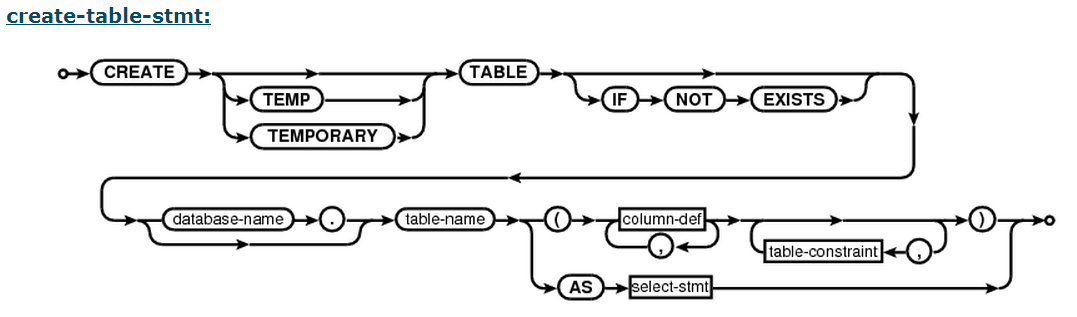 create-table-stmt:
CREATE TABLE
TEMP IF NOT EXISTS
TEMPORARY
database-name . table-name ( column-def )
, table-constraint ,
AS select-stmt